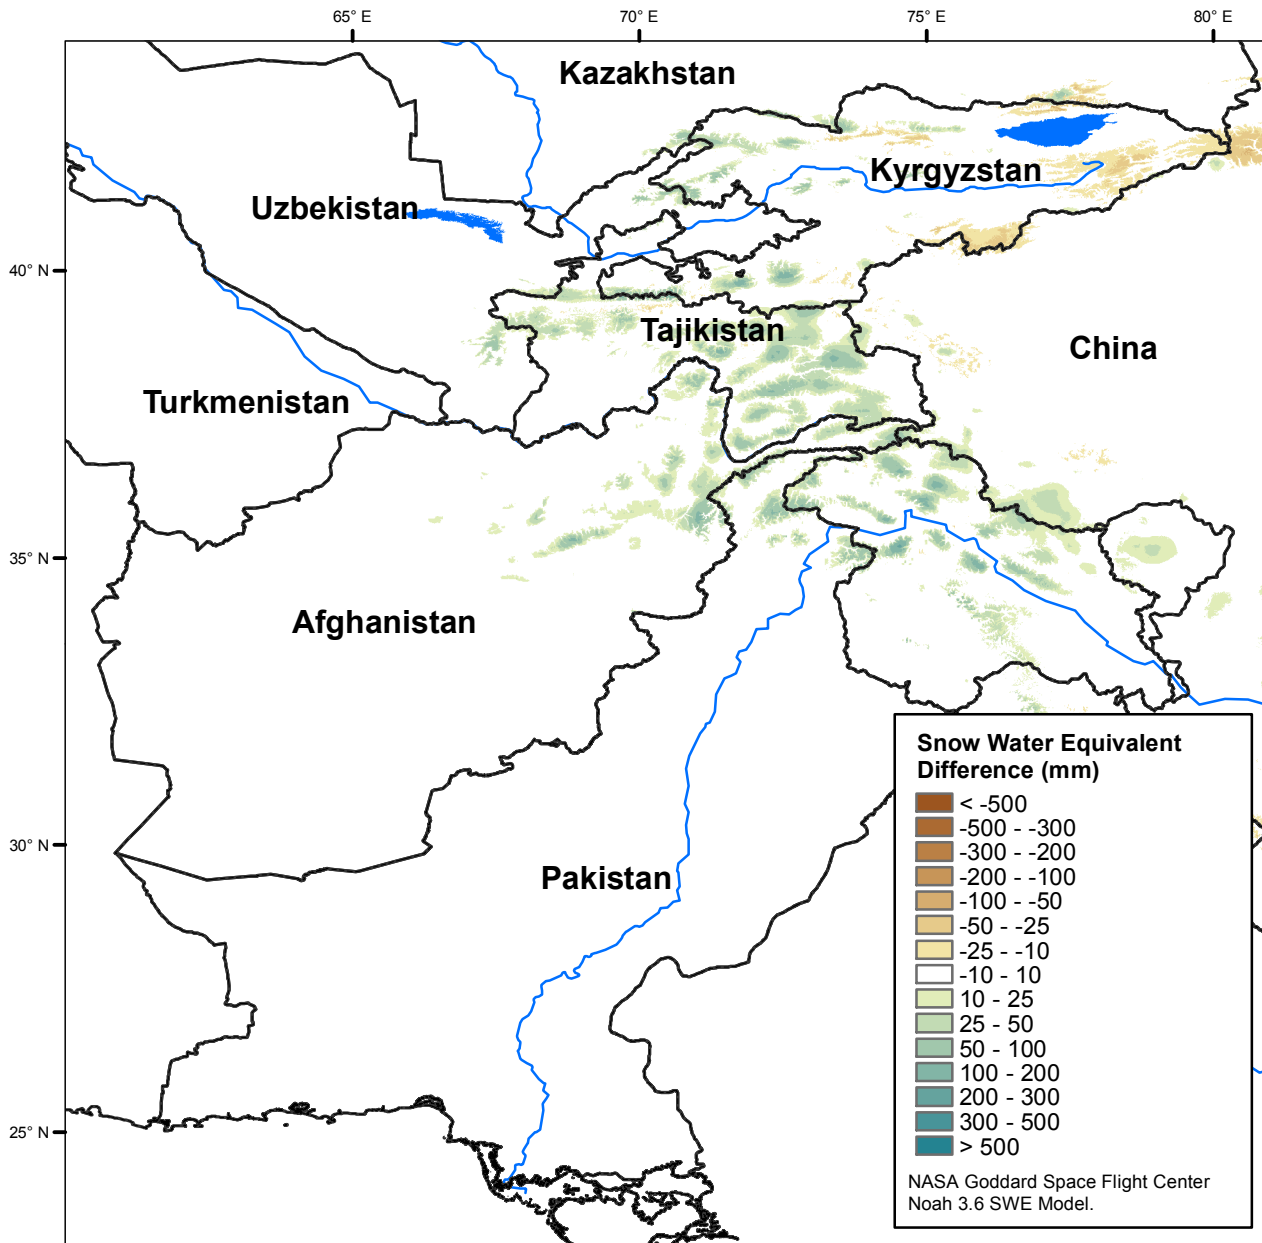 65° E
70° E
75° E
80° E
Kazakhstan
Kyrgyzstan
Uzbekistan
40° N
Tajikistan
China
Turkmenistan
35° N
Afghanistan
30° N
Pakistan
25° N
Snow Water Equivalent
Difference (mm)
< -500
-500 - -300
-300 - -200
-200 - -100
-100 - -50
-50 - -25
-25 - -10
-10 - 10
10 - 25
25 - 50
50 - 100
100 - 200
200 - 300
300 - 500
> 500
NASA Goddard Space Flight Center
Noah 3.6 SWE Model.